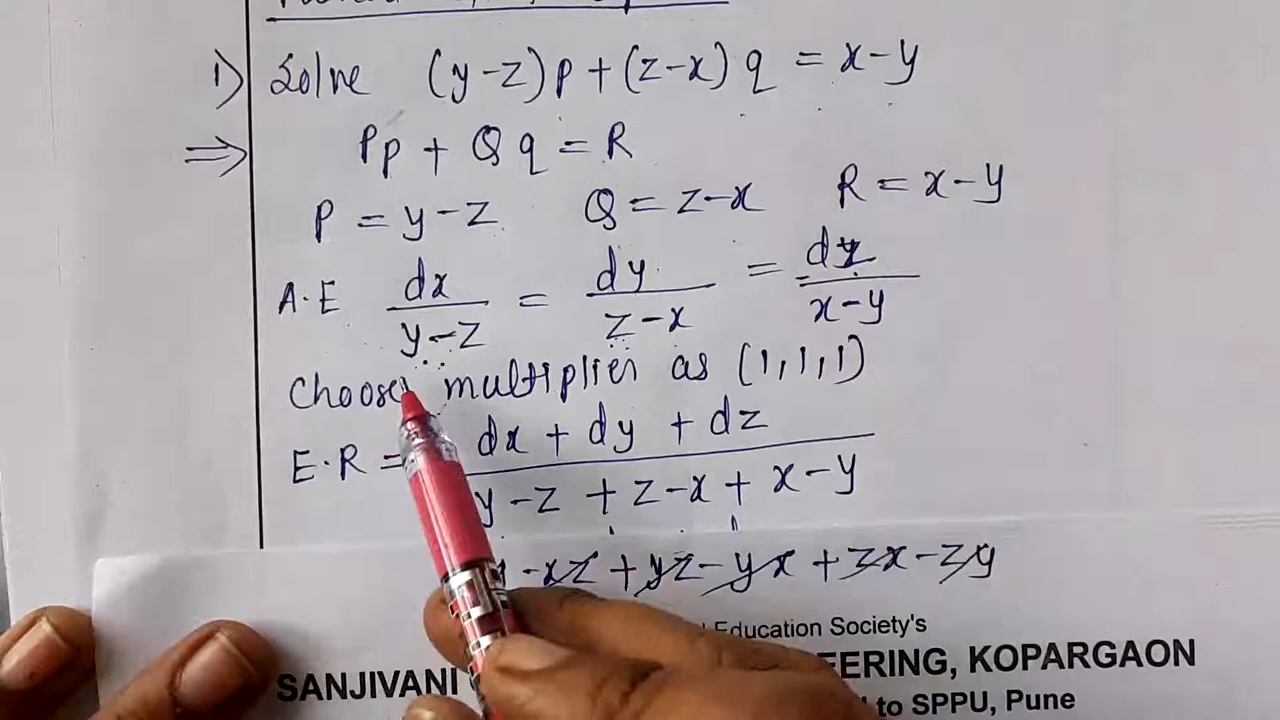 1) Solve (y-z)p + (z-x)q = x-y
⇒ Pp + Qq = R
P = y-z Q = z-x R = x-y
A.E dx/y-z = dy/z-x = dz/x-y
Choose multiplier as (1,1,1)
E.R = dx + dy + dz / y-z + z-x + x-y
-xz + yz - yx + zx - zy
Education Society's
SANJIVANI KOPARGAON
to SPPU, Pune